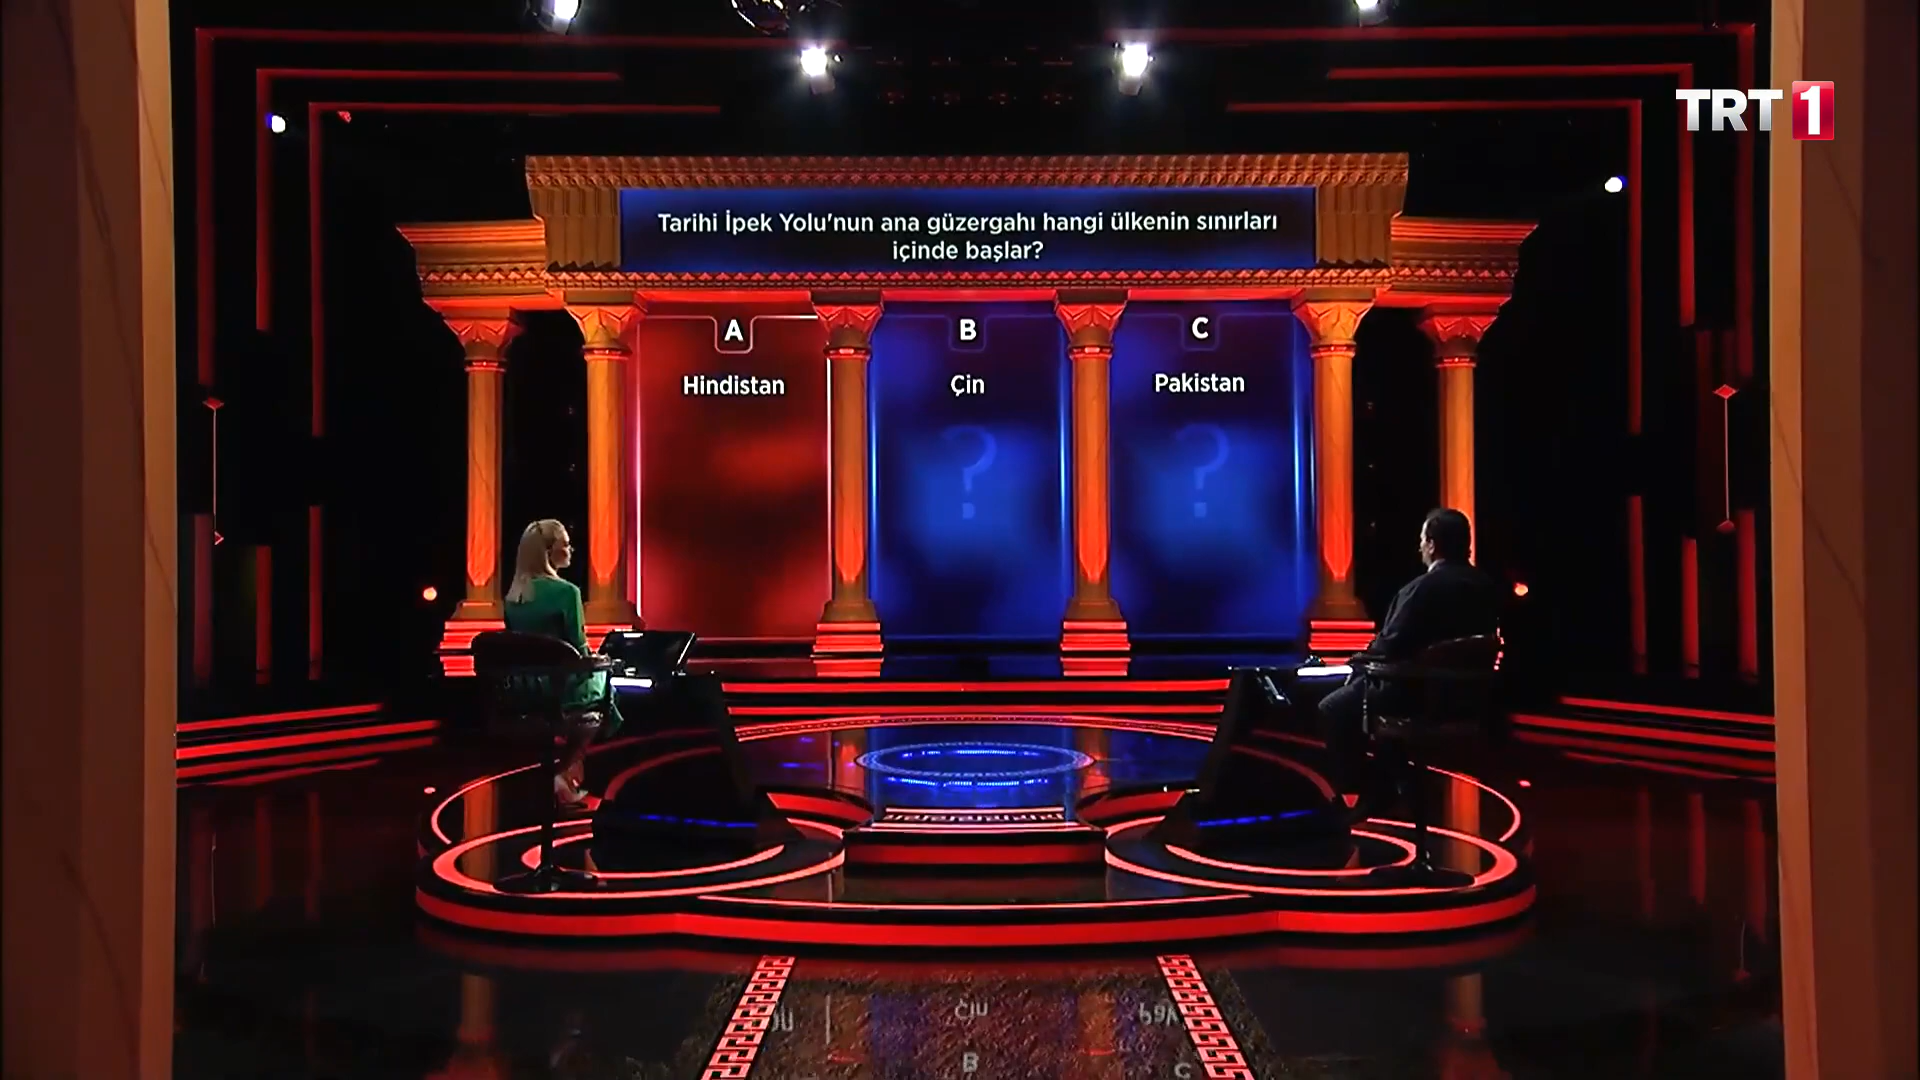 TRT 1
Tarihi İpek Yolu'nun ana güzergahı hangi ülkenin sınırları
içinde başlar?
A
Hindistan
B
Çin
?
C
Pakistan
?